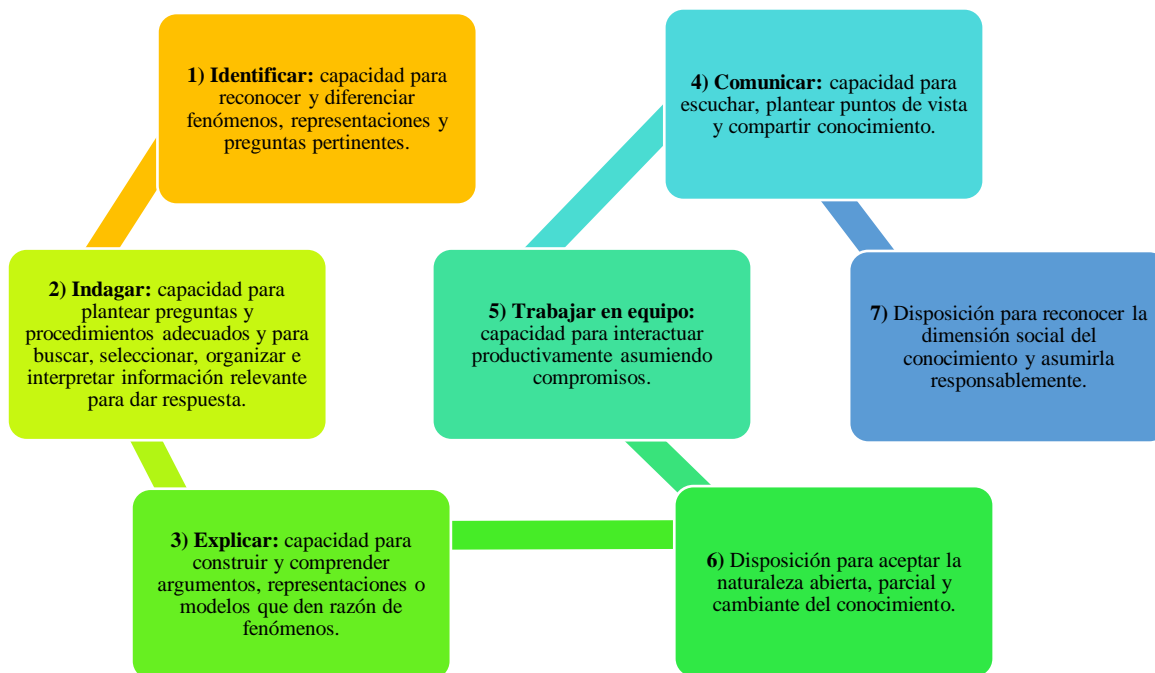 1) Identificar: capacidad para
reconocer y diferenciar
fenómenos, representaciones y
preguntas pertinentes.
2) Indagar: capacidad para
plantear preguntas y
procedimientos adecuados y para
buscar, seleccionar, organizar e
interpretar información relevante
para dar respuesta.
3) Explicar: capacidad para
construir y comprender
argumentos, representaciones o
modelos que den razón de
fenómenos.
4) Comunicar: capacidad para
escuchar, plantear puntos de vista
y compartir conocimiento.
5) Trabajar en equipo:
capacidad para interactuar
productivamente asumiendo
compromisos.
6) Disposición para aceptar la
naturaleza abierta, parcial y
cambiante del conocimiento.
7) Disposición para reconocer la
dimensión social del
conocimiento y asumirla
responsablemente.